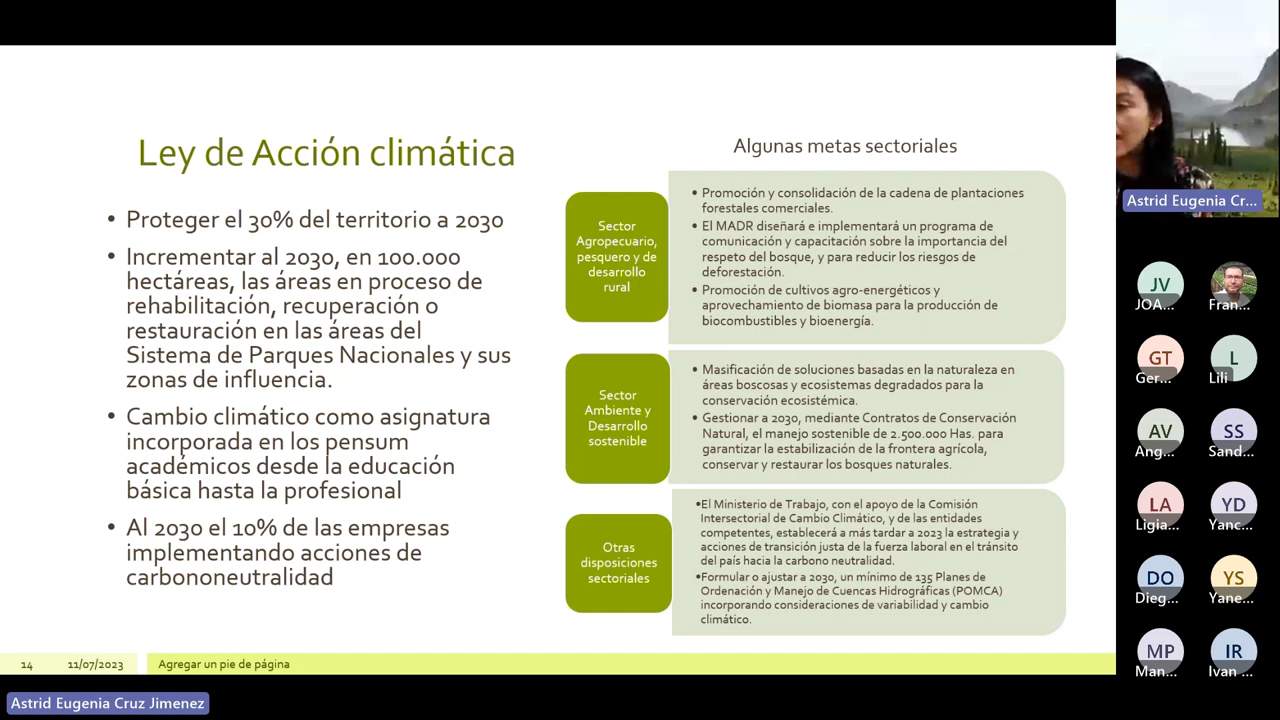 Ley de Acción climática
• Proteger el 30% del territorio a 2030
• Incrementar al 2030, en 100.000
hectáreas, las áreas en proceso de
rehabilitación, recuperación o
restauración en las áreas del
Sistema de Parques Nacionales y sus
zonas de influencia.
• Cambio climático como asignatura
incorporada en los pensum
académicos desde la educación
básica hasta la profesional
• Al 2030 el 10% de las empresas
implementando acciones de
carbononeutralidad
Algunas metas sectoriales
Sector
Agropecuario,
pesquero y de
desarrollo
rural
• Promoción y consolidación de la cadena de plantaciones
forestales comerciales.
• El MADR diseñará e implementará un programa de
comunicación y capacitación sobre la importancia del
respeto del bosque, y para reducir los riesgos de
deforestación.
• Promoción de cultivos agro-energéticos y
aprovechamiento de biomasa para la producción de
biocombustibles y bioenergía.
Sector
Ambiente y
Desarrollo
sostenible
• Masificación de soluciones basadas en la naturaleza en
áreas boscosas y ecosistemas degradados para la
conservación ecosistémica.
• Gestionar a 2030, mediante Contratos de Conservación
Natural, el manejo sostenible de 2.500.000 Has. para
garantizar la estabilización de la frontera agrícola,
conservar y restaurar los bosques naturales.
Otras
disposiciones
sectoriales
•El Ministerio de Trabajo, con el apoyo de la Comisión
Intersectorial de Cambio Climático, y de las entidades
competentes, establecerá a más tardar a 2023 la estrategia y
acciones de transición justa de la fuerza laboral en el tránsito
del país hacia la carbono neutralidad.
•Formular o ajustar a 2030, un mínimo de 135 Planes de
Ordenación y Manejo de Cuencas Hidrográficas (POMCA)
incorporando consideraciones de variabilidad y cambio
climático.
14 11/07/2023 Agregar un pie de página
Astrid Eugenia Cruz Jimenez
Astrid Eugenia Cr...
JV
JOA...
Fran...
GT
Ger...
L
Lili
AV
Ang...
SS
Sand...
LA
Ligia...
YD
Yanc...
DO
Dieg...
YS
Yane...
MP
Man...
IR
Ivan ...